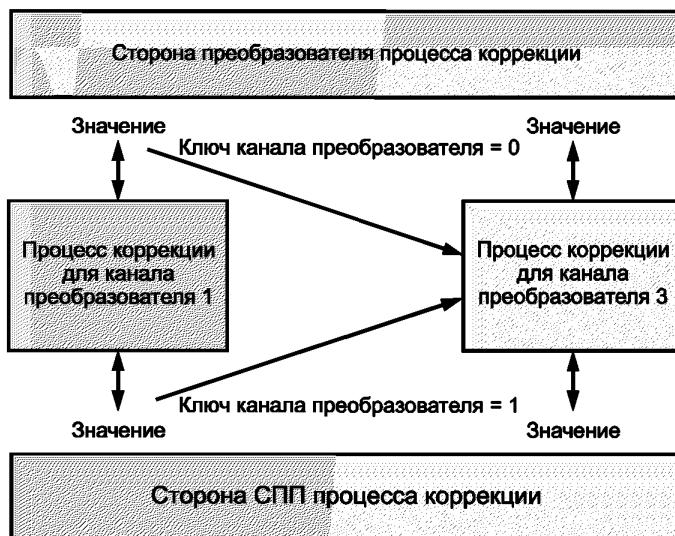 Сторона преобразователя процесса коррекции
Значение
Значение
Ключ канала преобразователя = 0
Процесс коррекции
для канала
преобразователя 1
Процесс коррекции
для канала
преобразователя 3
Ключ канала преобразователя = 1
Значение
Значение
Сторона СПП процесса коррекции